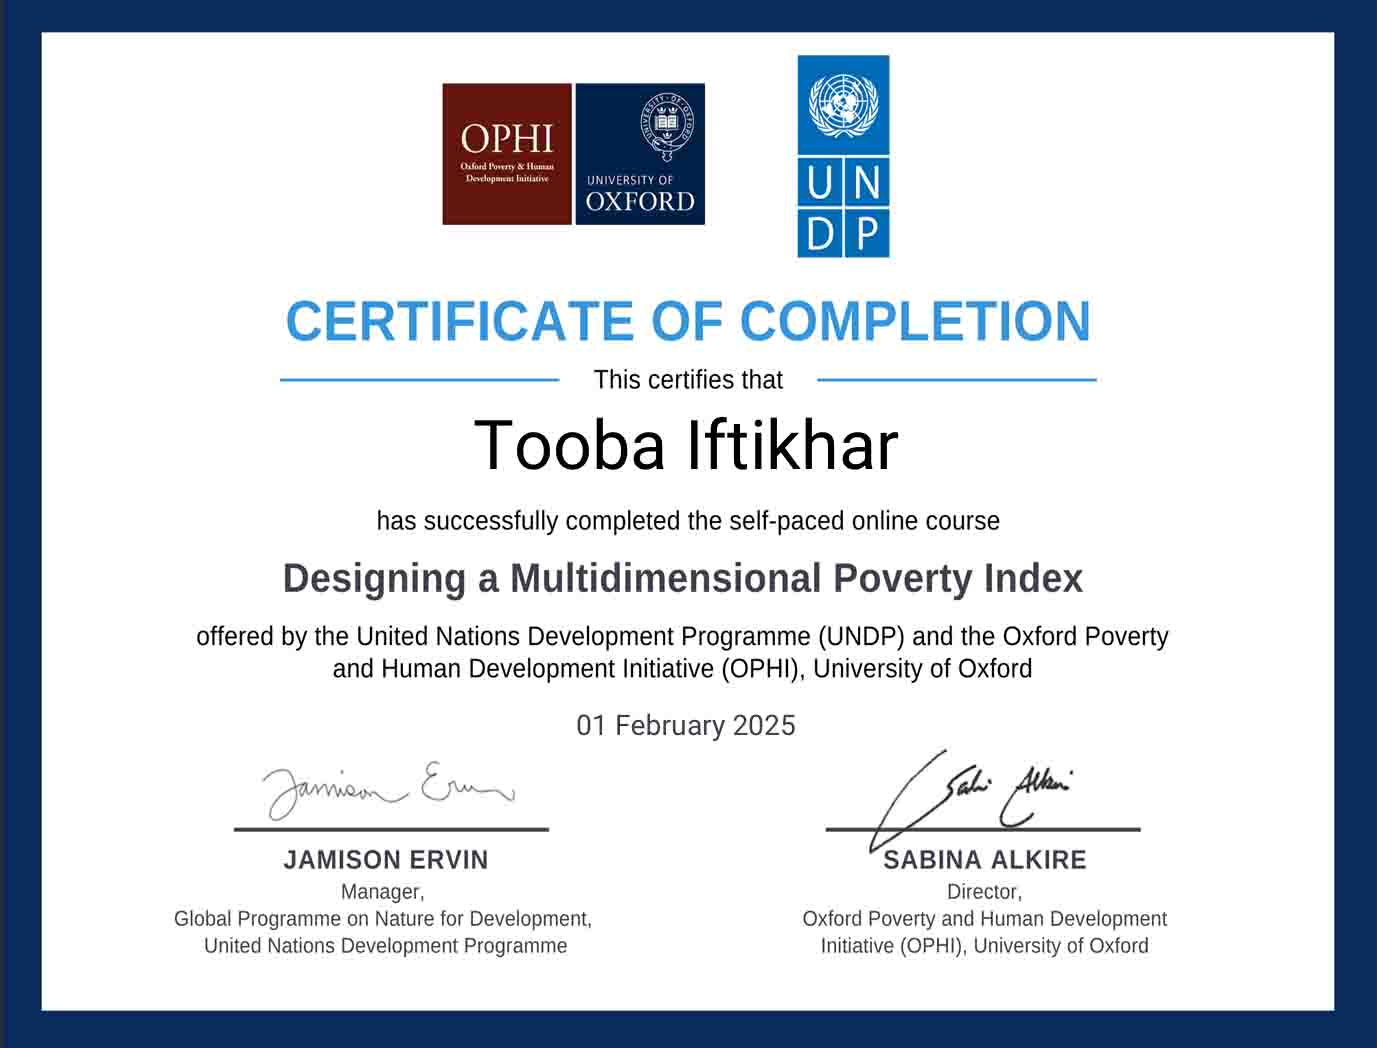 OPHI
Oxford Poverty & Human
Development Initiative
UNIVERSITY OF OXFORD
UNIVERSITY OF
OXFORD
U N
D P
CERTIFICATE OF COMPLETION
This certifies that
Tooba Iftikhar
has successfully completed the self-paced online course
Designing a Multidimensional Poverty Index
offered by the United Nations Development Programme (UNDP) and the Oxford Poverty
and Human Development Initiative (OPHI), University of Oxford
01 February 2025
Jamison Ervin
Sabina Alkire
JAMISON ERVIN
Manager,
Global Programme on Nature for Development,
United Nations Development Programme
SABINA ALKIRE
Director,
Oxford Poverty and Human Development
Initiative (OPHI), University of Oxford